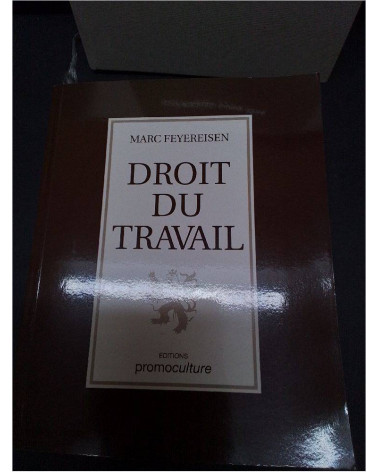 MARC FEYEREISEN
DROIT
DU
TRAVAIL
EDITIONS
promoculture